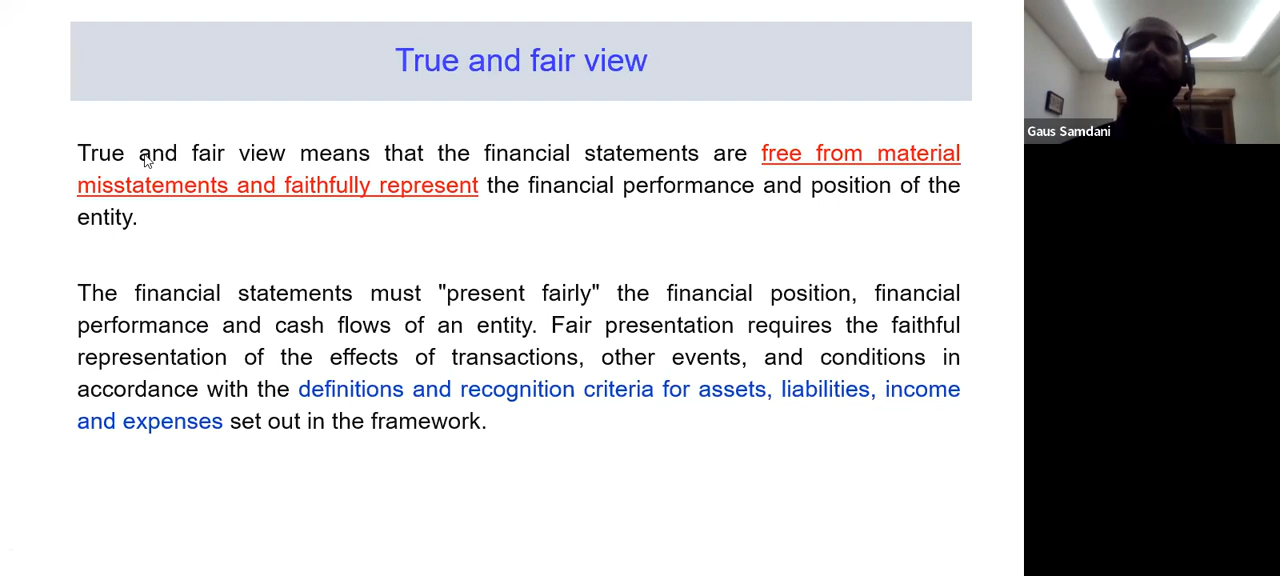 True and fair view
True and fair view means that the financial statements are free from material
misstatements and faithfully represent the financial performance and position of the
entity.
The financial statements must "present fairly" the financial position, financial
performance and cash flows of an entity. Fair presentation requires the faithful
representation of the effects of transactions, other events, and conditions in
accordance with the definitions and recognition criteria for assets, liabilities, income
and expenses set out in the framework.
Gaus Samdani